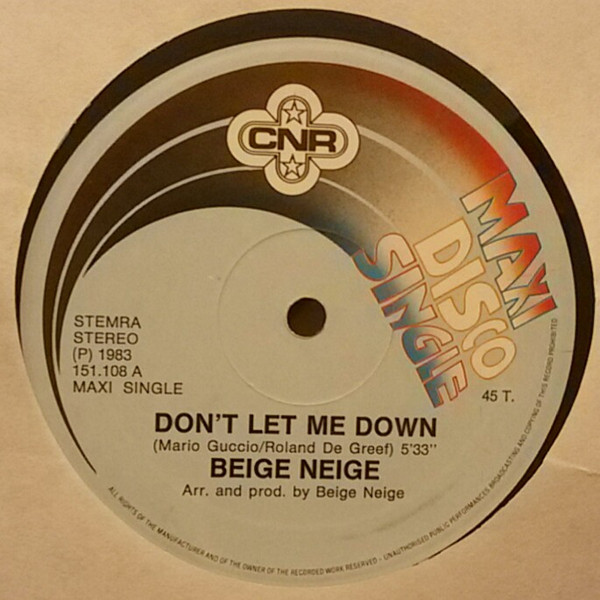 CNR
MAXI
DISCO
SINGLE
STEMRA
STEREO
(P) 1983
151.108 A
MAXI SINGLE
45 T.
DON'T LET ME DOWN
(Mario Guccio/Roland De Greef) 5'33''
BEIGE NEIGE
Arr. and prod. by Beige Neige
ALL RIGHTS OF THE MANUFACTURER AND OF THE OWNER OF THE RECORDED WORK RESERVED - UNAUTHORISED PUBLIC PERFORMANCES BROADCASTING AND COPYING OF THIS RECORD PROHIBITED